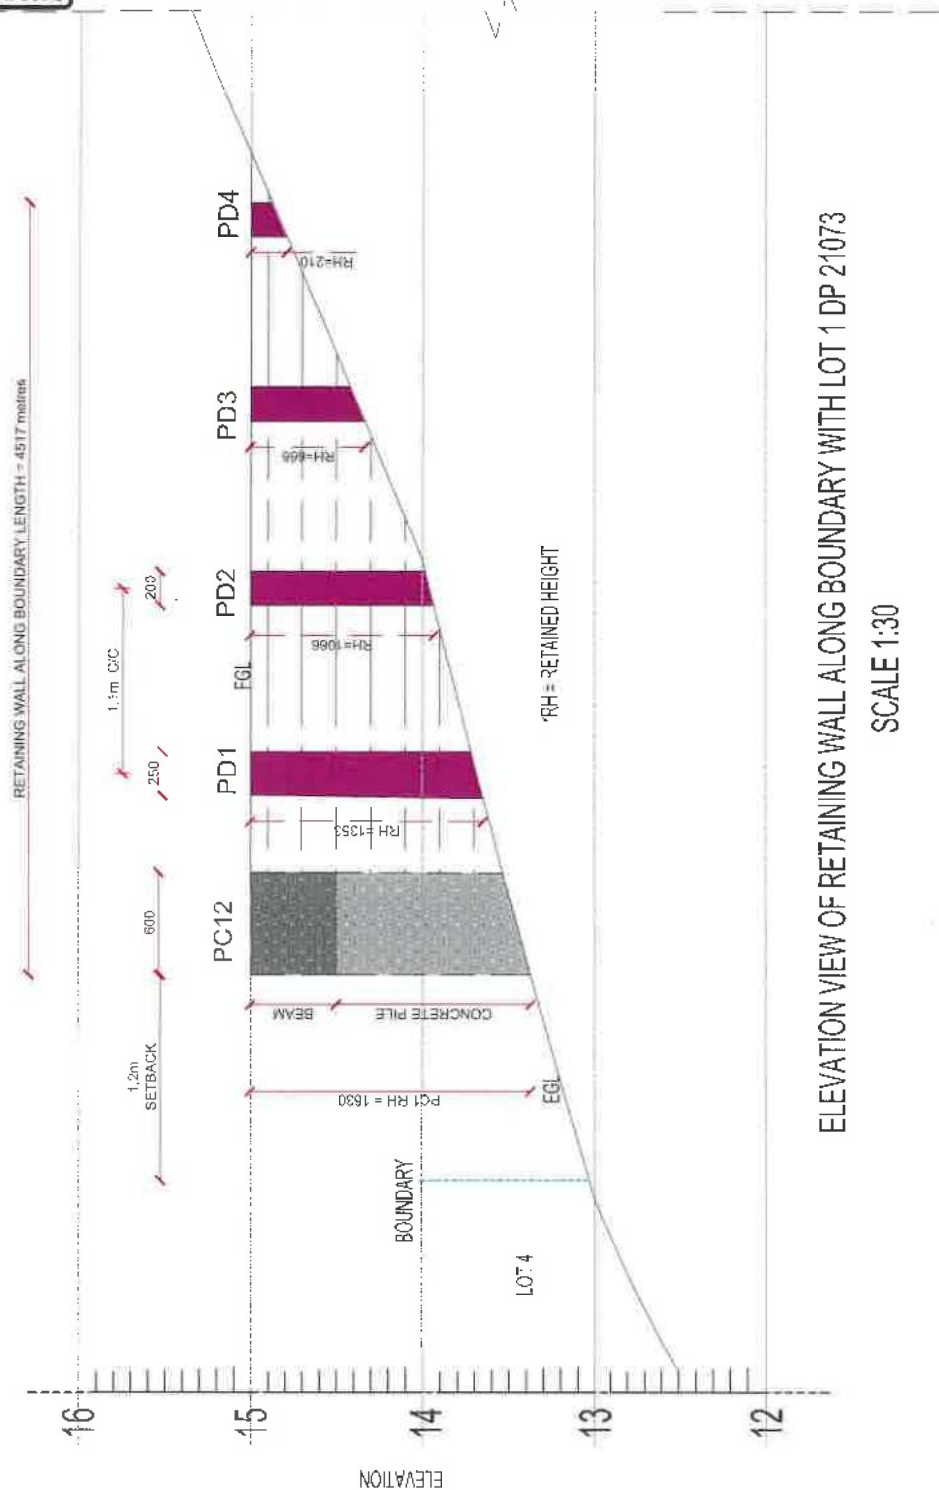 RETAINING WALL ALONG BOUNDARY LENGTH = 4517 metres
1.2m
SETBACK
600
250
1.1m C/C
200
PC12
PD1
PD2
PD3
PD4
FGL
BEAM
CONCRETE PILE
PC1 RH = 1630
RH =1353
RH=1066
RH=666
RH=210
EGL
BOUNDARY
LOT 4
*RH = RETAINED HEIGHT
16
15
14
13
12
ELEVATION
ELEVATION VIEW OF RETAINING WALL ALONG BOUNDARY WITH LOT 1 DP 21073
SCALE 1:30